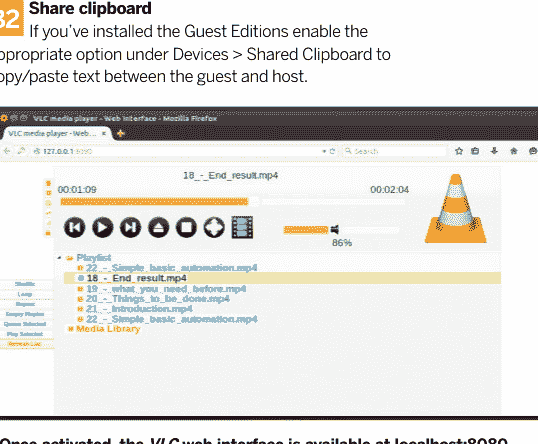 32 Share clipboard
If you've installed the Guest Editions enable the
ppropriate option under Devices > Shared Clipboard to
opy/paste text between the guest and host.
VLC media player - Web Interface - Mozilla Firefox
VLC media player - Web...
127.0.0.1:8080
Search
18_-_End_result.mp4
00:01:09
00:02:04
86%
Playlist
22_-_Simple_basic_automation.mp4
18_-_End_result.mp4
19_-_what_you_need_before.mp4
20_-_Things_to_be_done.mp4
21_-_Introduction.mp4
22_-_Simple_basic_automation.mp4
Media Library
Shuffle
Loop
Repeat
Empty Playlist
Queue Selected
Play Selected
Refresh List
Once activated, the VLC web interface is available at localhost:8080